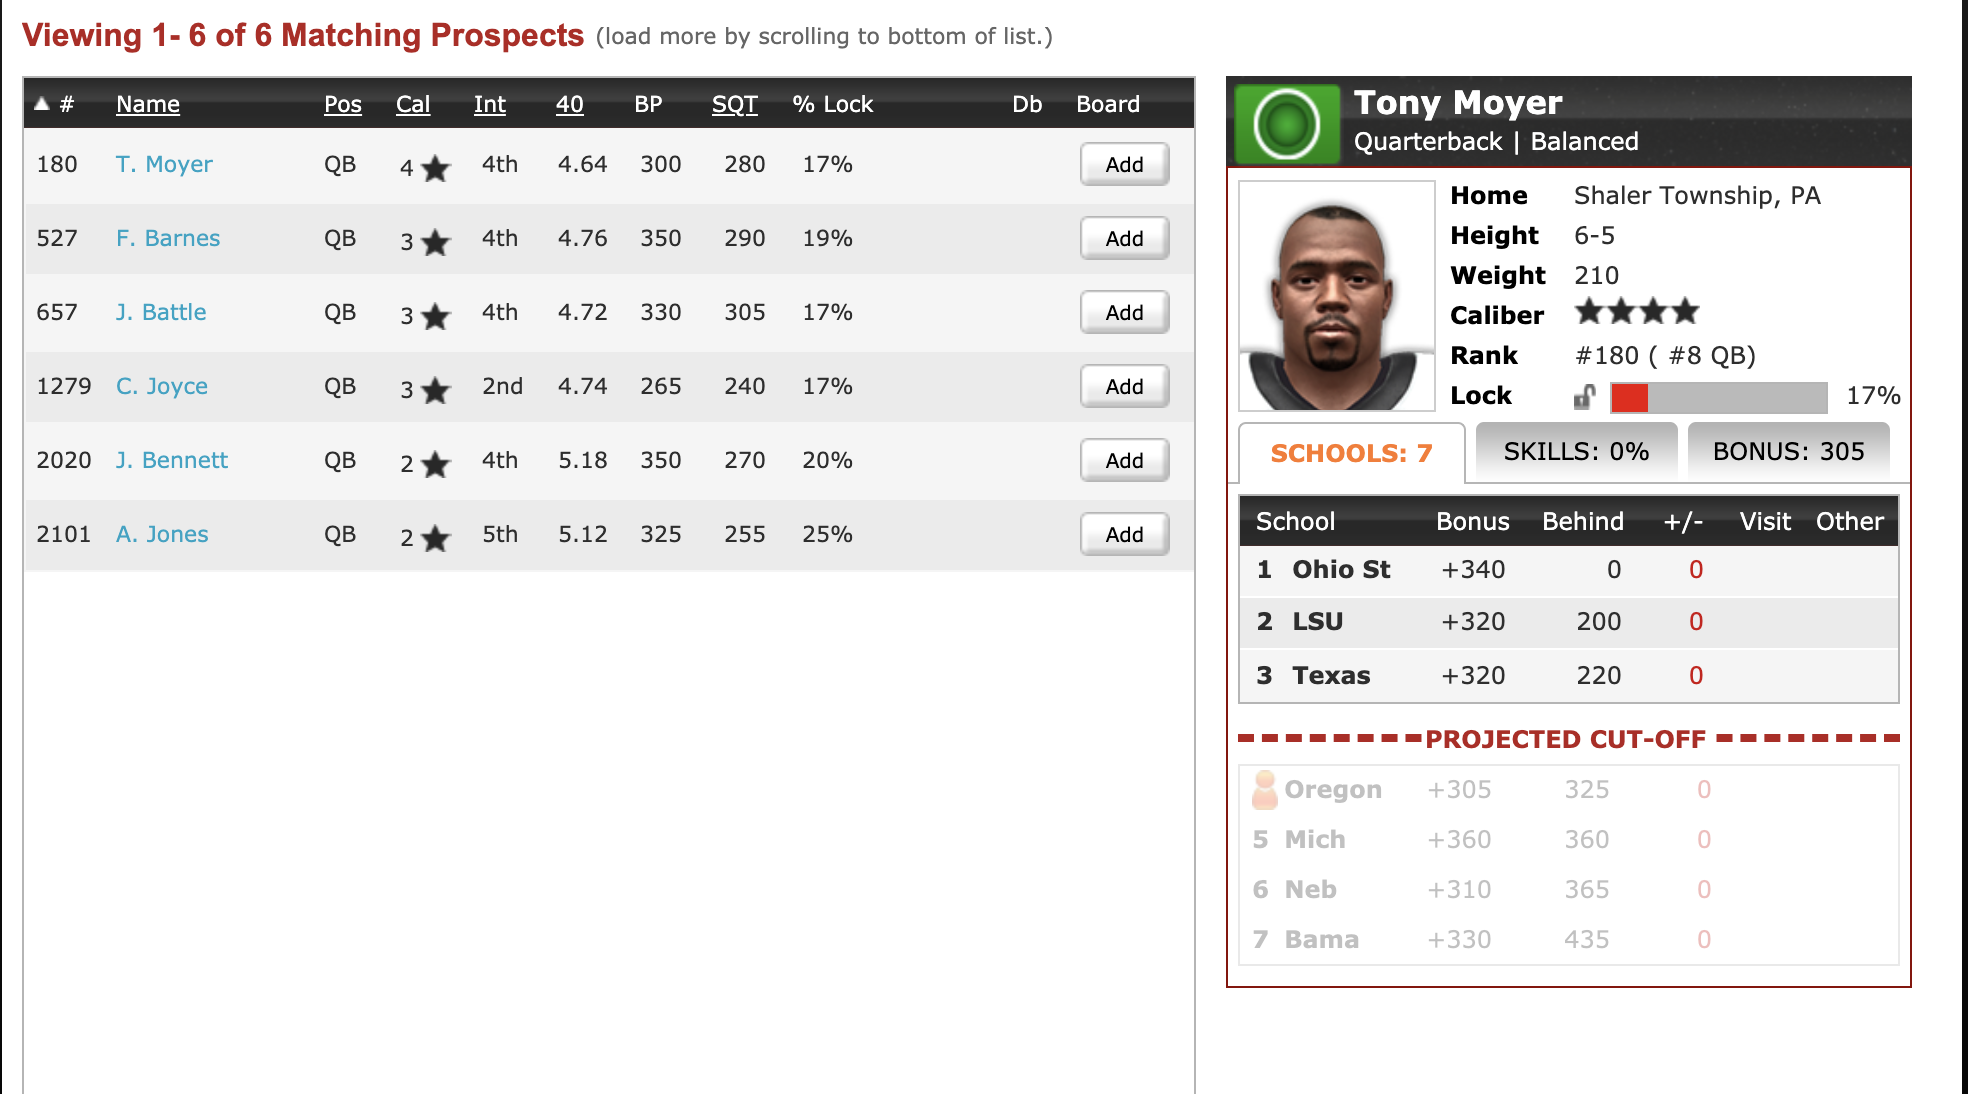 Viewing 1- 6 of 6 Matching Prospects (load more by scrolling to bottom of list.)
# Name Pos Cal Int 40 BP SQT % Lock Db Board
180 T. Moyer QB 4 4th 4.64 300 280 17% Add
527 F. Barnes QB 3 4th 4.76 350 290 19% Add
657 J. Battle QB 3 4th 4.72 330 305 17% Add
1279 C. Joyce QB 3 2nd 4.74 265 240 17% Add
2020 J. Bennett QB 2 4th 5.18 350 270 20% Add
2101 A. Jones QB 2 5th 5.12 325 255 25% Add
Tony Moyer
Quarterback | Balanced
Home Shaler Township, PA
Height 6-5
Weight 210
Caliber
Rank #180 ( #8 QB)
Lock 17%
SCHOOLS: 7 SKILLS: 0% BONUS: 305
School Bonus Behind +/- Visit Other
1 Ohio St +340 0 0
2 LSU +320 200 0
3 Texas +320 220 0
PROJECTED CUT-OFF
Oregon +305 325 0
5 Mich +360 360 0
6 Neb +310 365 0
7 Bama +330 435 0